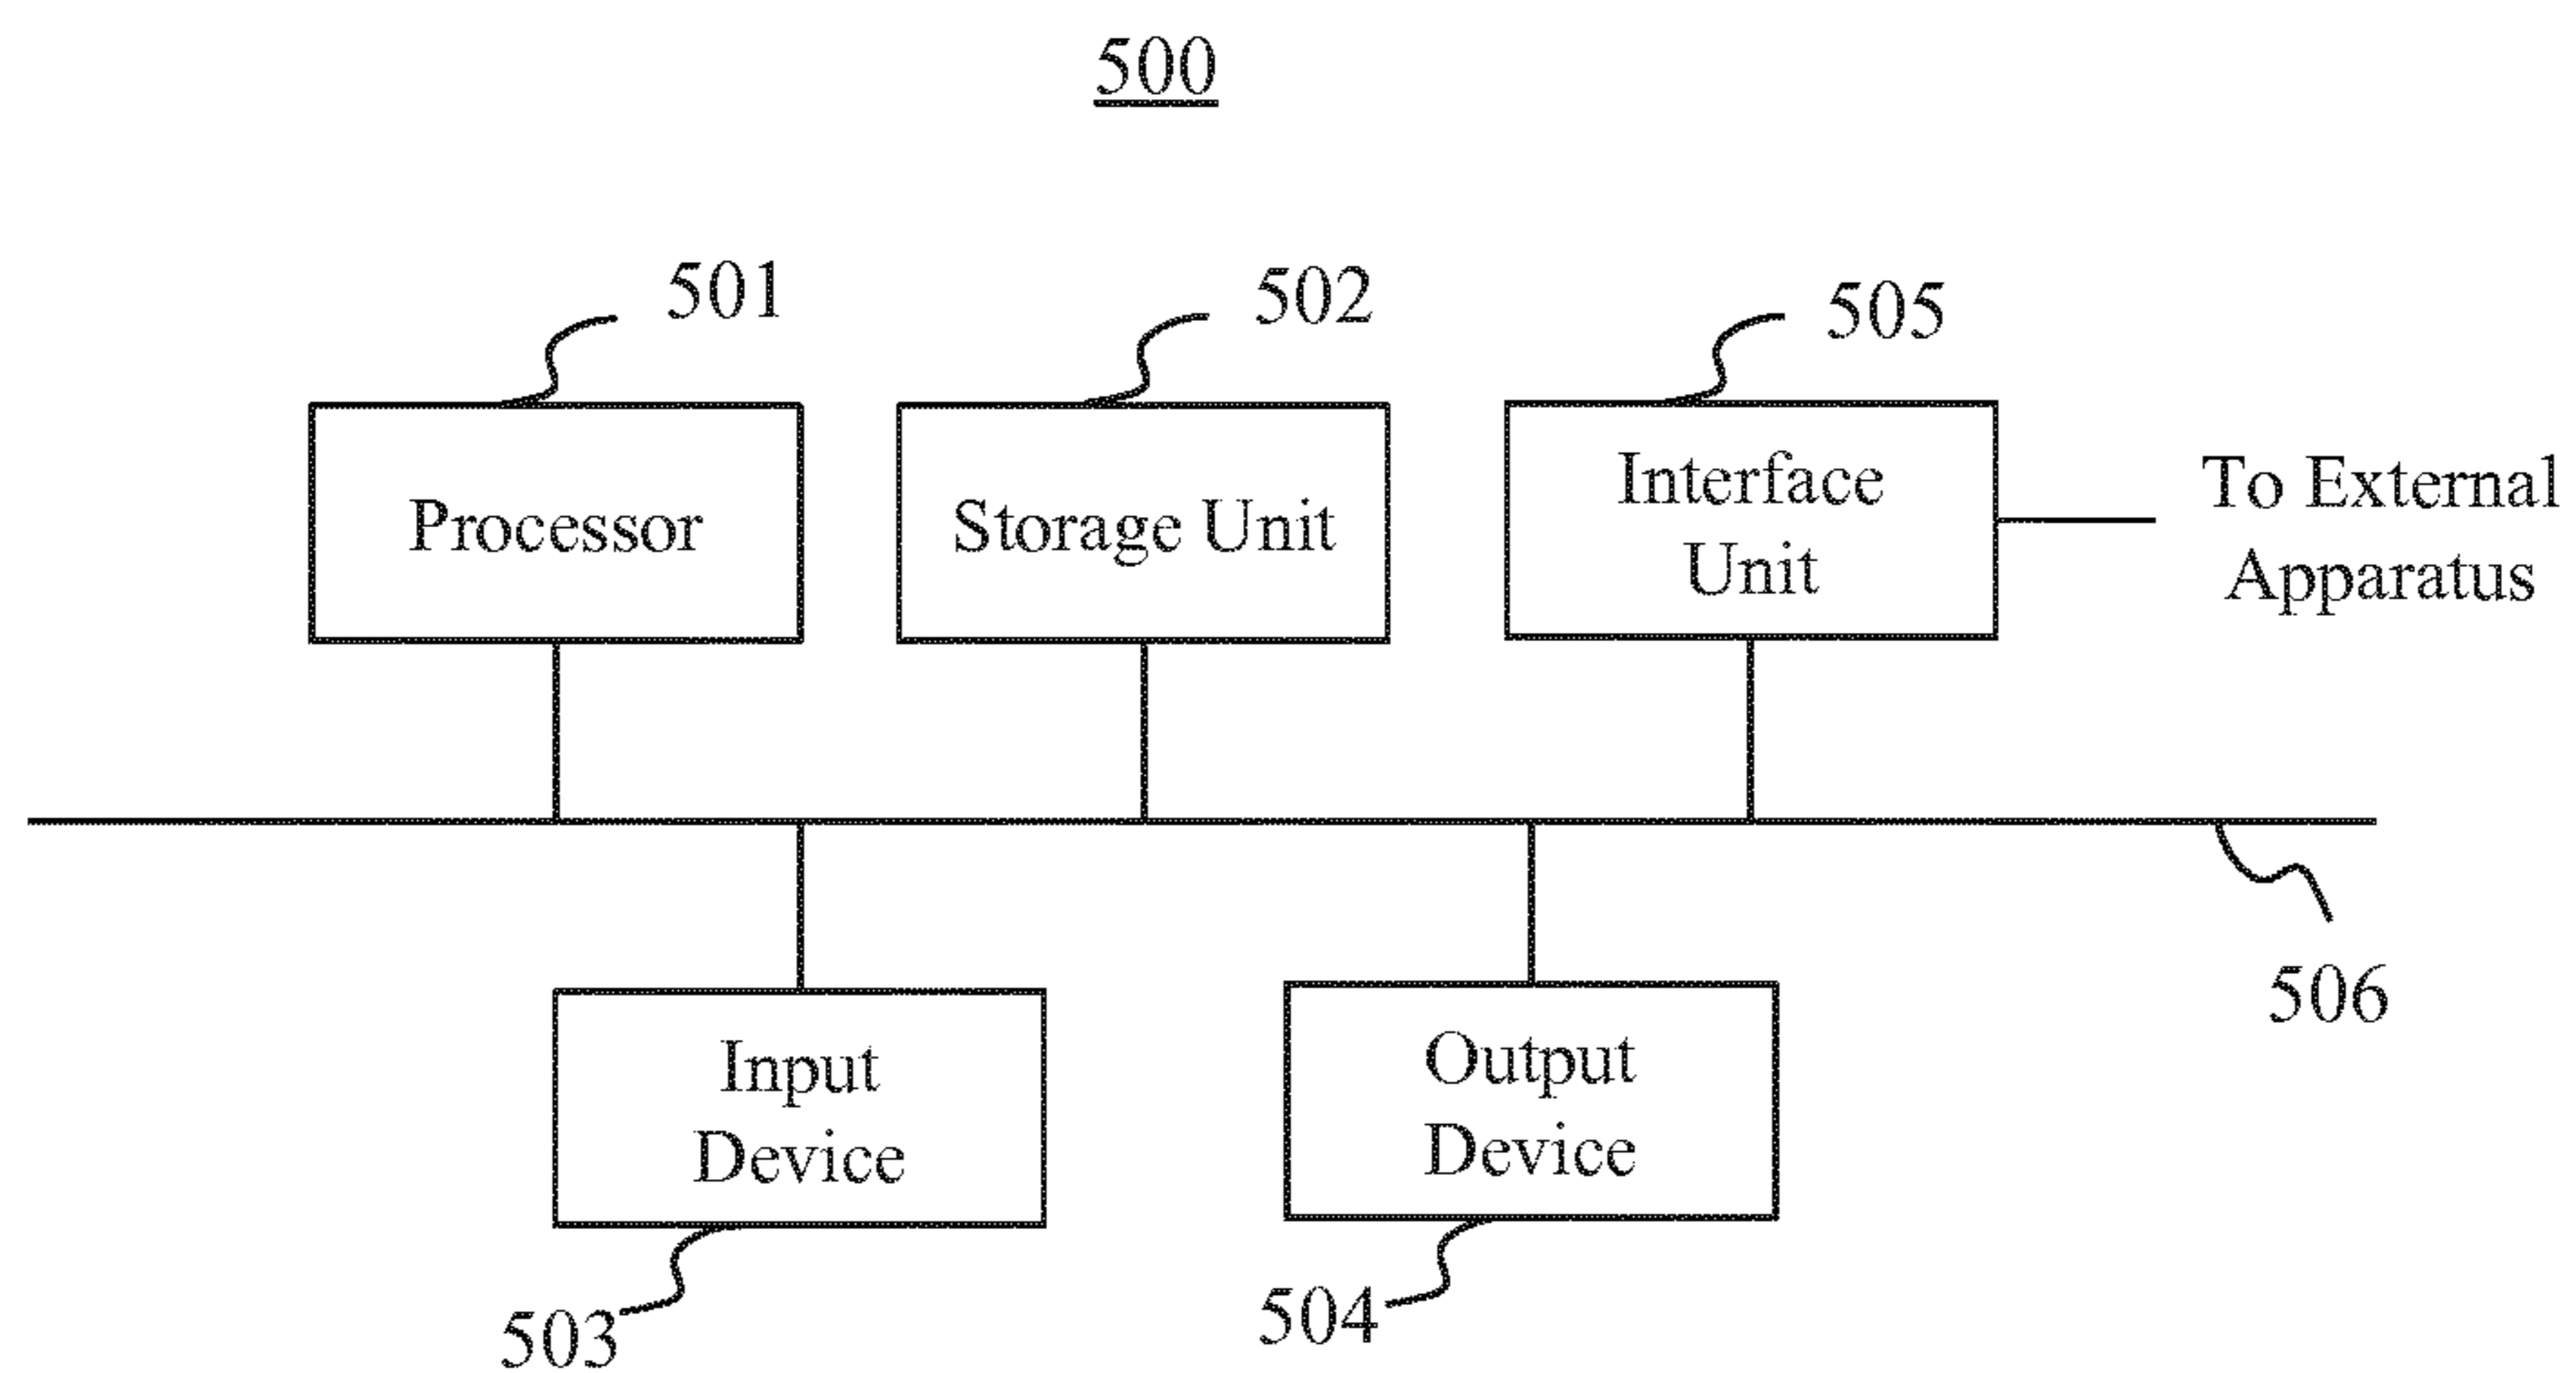 500
501
502
505
Processor
Storage Unit
Interface
Unit
To External
Apparatus
506
Input
Device
Output
Device
503
504